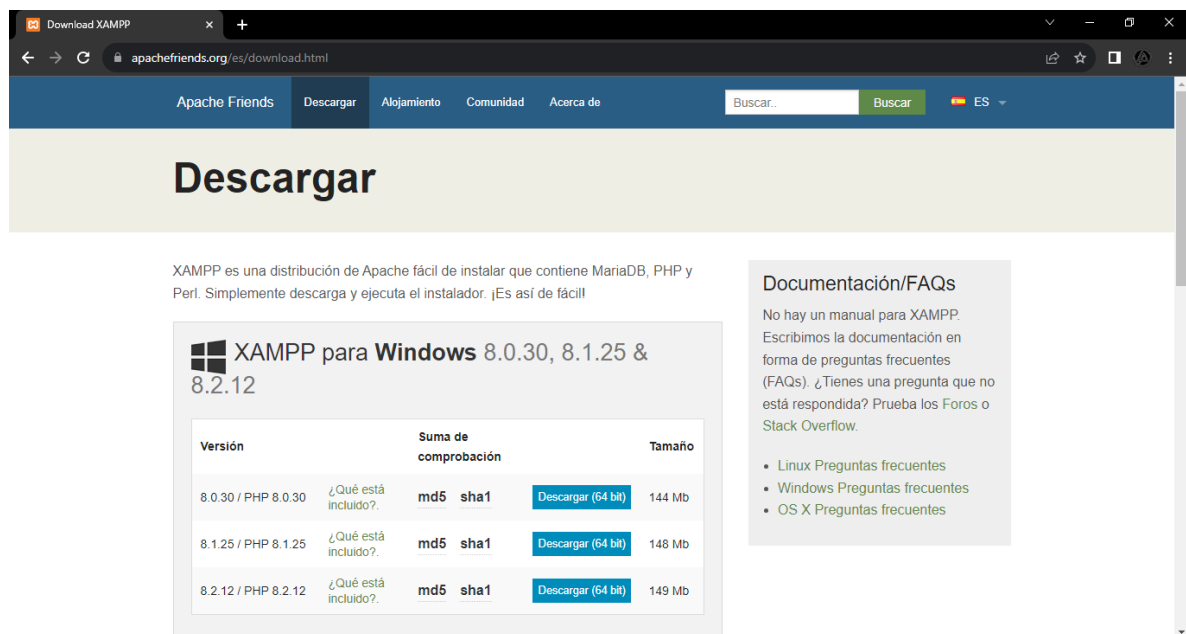 Download XAMPP
apachefriends.org/es/download.html
Apache Friends Descargar Alojamiento Comunidad Acerca de Buscar.. Buscar ES
Descargar
XAMPP es una distribución de Apache fácil de instalar que contiene MariaDB, PHP y
Perl. Simplemente descarga y ejecuta el instalador. ¡Es así de fácil!
XAMPP para Windows 8.0.30, 8.1.25 &
8.2.12
Versión Suma de
comprobación Tamaño
8.0.30 / PHP 8.0.30 ¿Qué está
incluido?. md5 sha1 Descargar (64 bit) 144 Mb
8.1.25 / PHP 8.1.25 ¿Qué está
incluido?. md5 sha1 Descargar (64 bit) 148 Mb
8.2.12 / PHP 8.2.12 ¿Qué está
incluido?. md5 sha1 Descargar (64 bit) 149 Mb
Documentación/FAQs
No hay un manual para XAMPP.
Escribimos la documentación en
forma de preguntas frecuentes
(FAQs). ¿Tienes una pregunta que no
está respondida? Prueba los Foros o
Stack Overflow.
• Linux Preguntas frecuentes
• Windows Preguntas frecuentes
• OS X Preguntas frecuentes